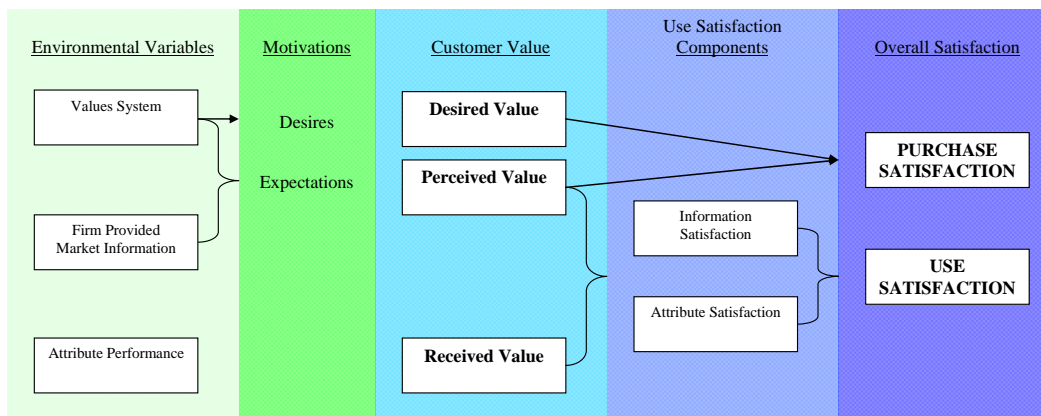 Environmental Variables
Motivations
Customer Value
Use Satisfaction
Components
Overall Satisfaction
Values System
Desires
Desired Value
PURCHASE
SATISFACTION
Expectations
Perceived Value
Firm Provided
Market Information
Information
Satisfaction
USE
SATISFACTION
Attribute Performance
Received Value
Attribute Satisfaction